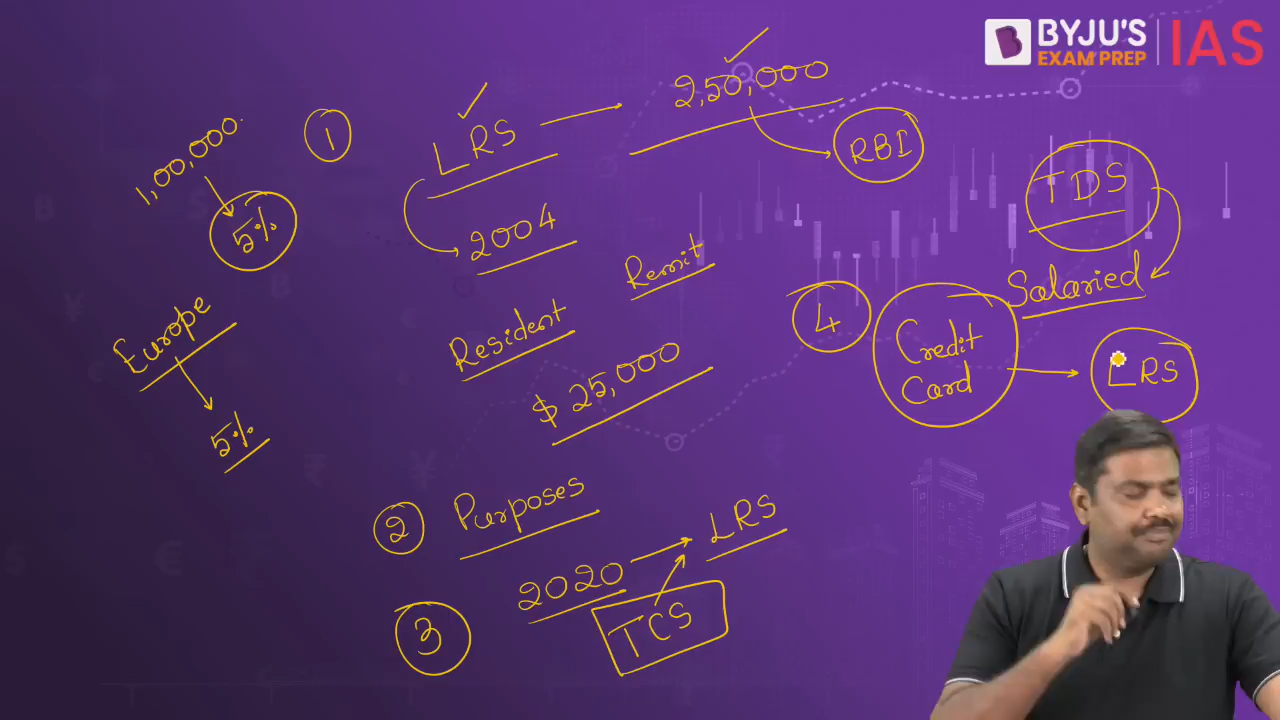 BYJU'S
EXAM PREP
IAS
1
LRS
2,50,000
RBI
1,00,000
5%
2004
TDS
Resident
Remit
Salaried
Europe
5%
$ 25,000
4
Credit
Card
LRS
2
Purposes
2020
LRS
3
TCS